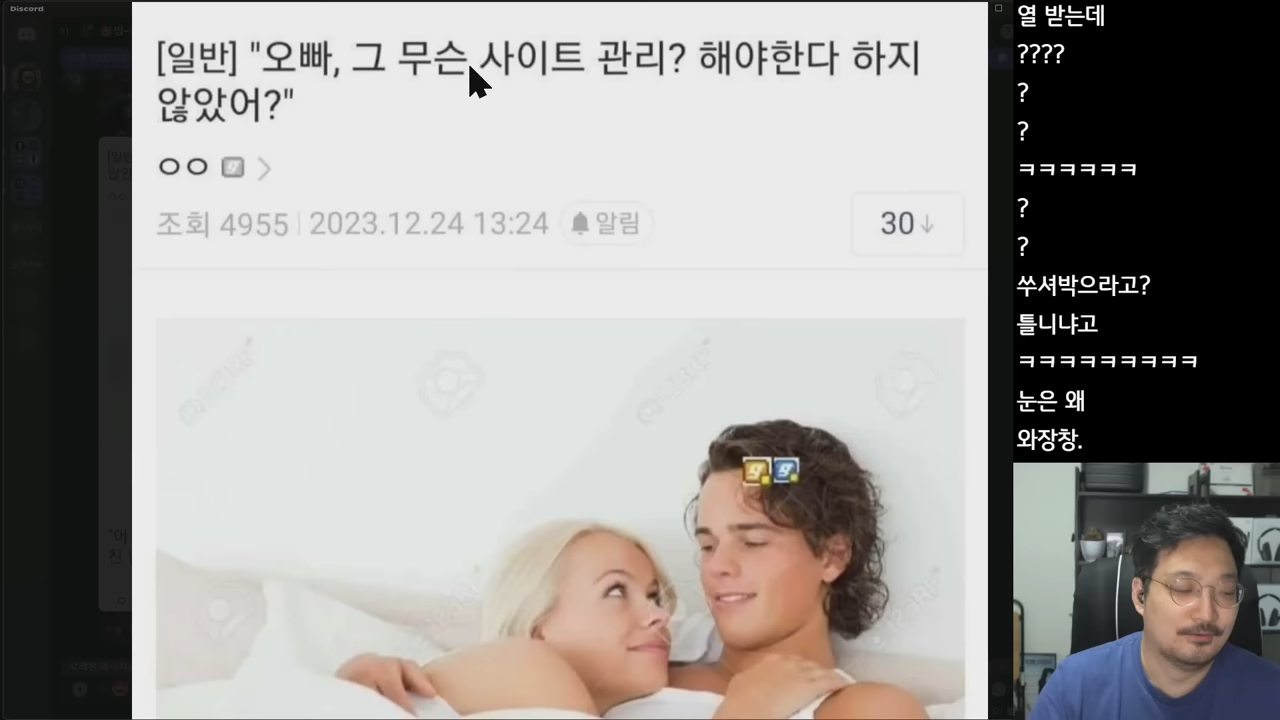 Discord
[일반] "오빠, 그 무슨 사이트 관리? 해야한다 하지
않았어?"
ㅇㅇ
조회 4955 2023.12.24 13:24 알림
30↓
열 받는데
????
?
?
ㅋㅋㅋㅋㅋㅋ
?
?
쑤셔박으라고?
틀니냐고
ㅋㅋㅋㅋㅋㅋㅋㅋㅋ
눈은 왜
와장창.